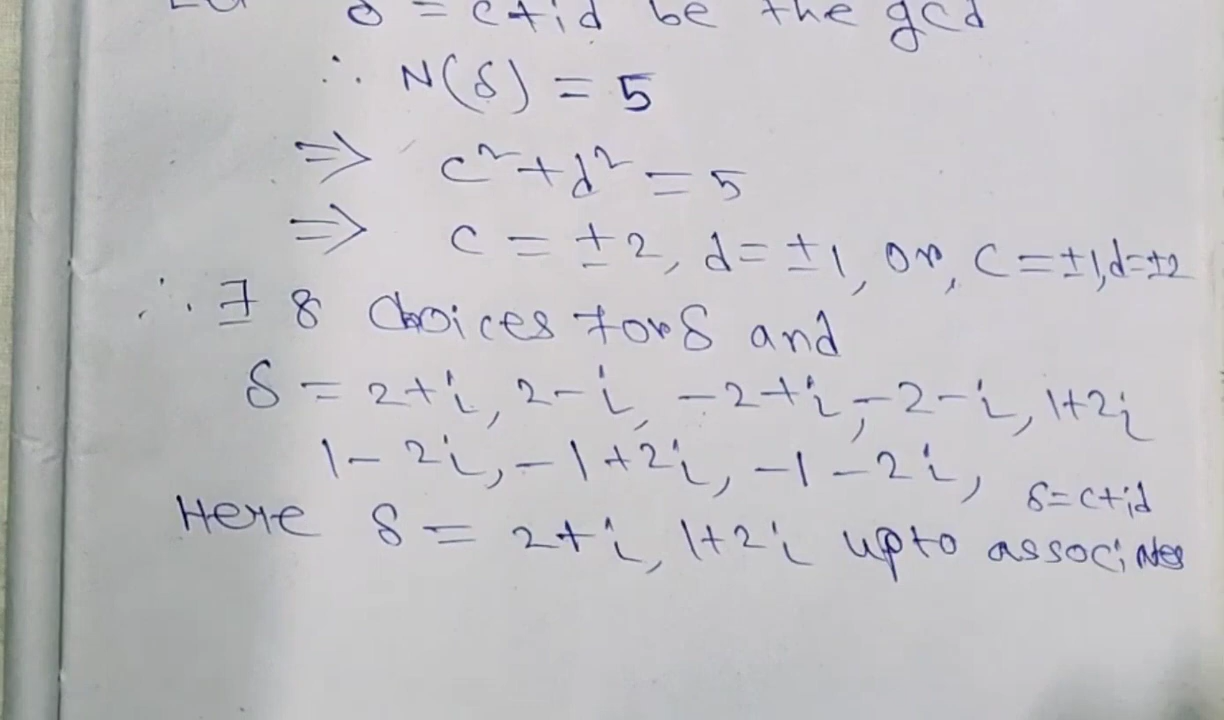 Let δ = c+id be the gcd
∴ N(δ) = 5
⇒ c²+d² = 5
⇒ c = ±2, d = ±1, or, c = ±1, d=±2
∴ ∃ 8 choices for δ and
δ = 2+i, 2-i, -2+i, -2-i, 1+2i
1-2i, -1+2i, -1-2i,
δ=c+id
Here δ = 2+i, 1+2i upto associates